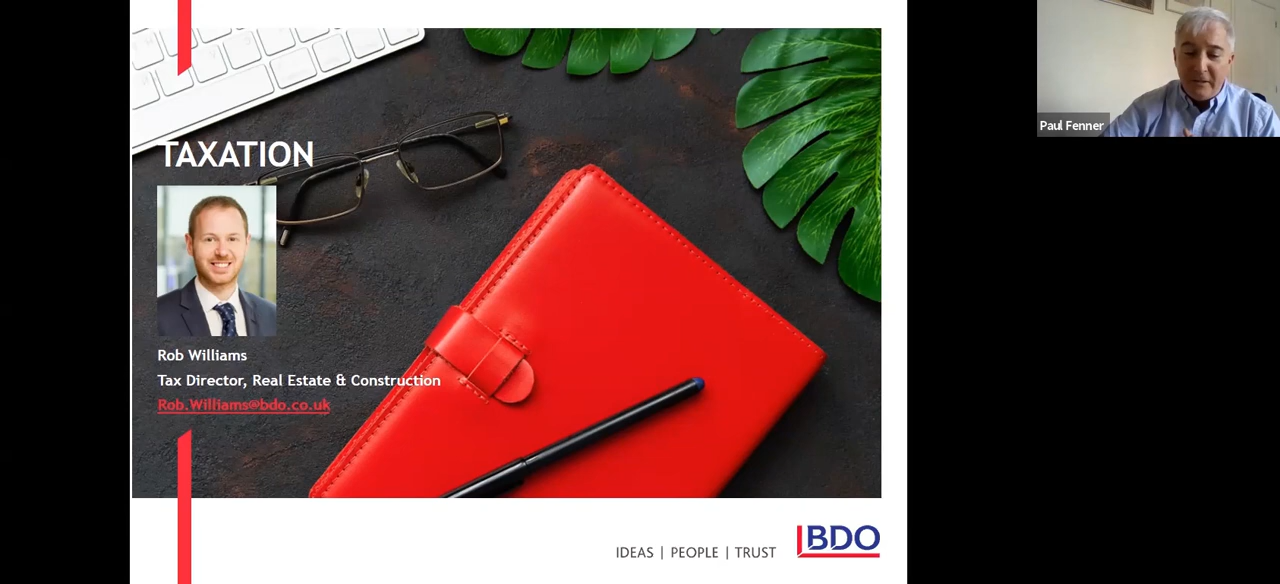 TAXATION
Rob Williams
Tax Director, Real Estate & Construction
Rob.Williams@bdo.co.uk
IDEAS | PEOPLE | TRUST
BDO
Paul Fenner